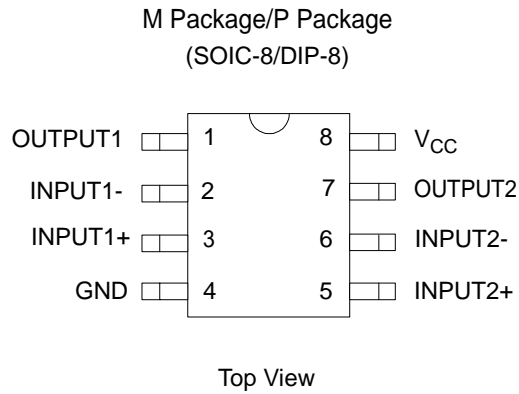 M Package/P Package
(SOIC-8/DIP-8)
OUTPUT1 1 8 VCC
INPUT1- 2 7 OUTPUT2
INPUT1+ 3 6 INPUT2-
GND 4 5 INPUT2+
Top View